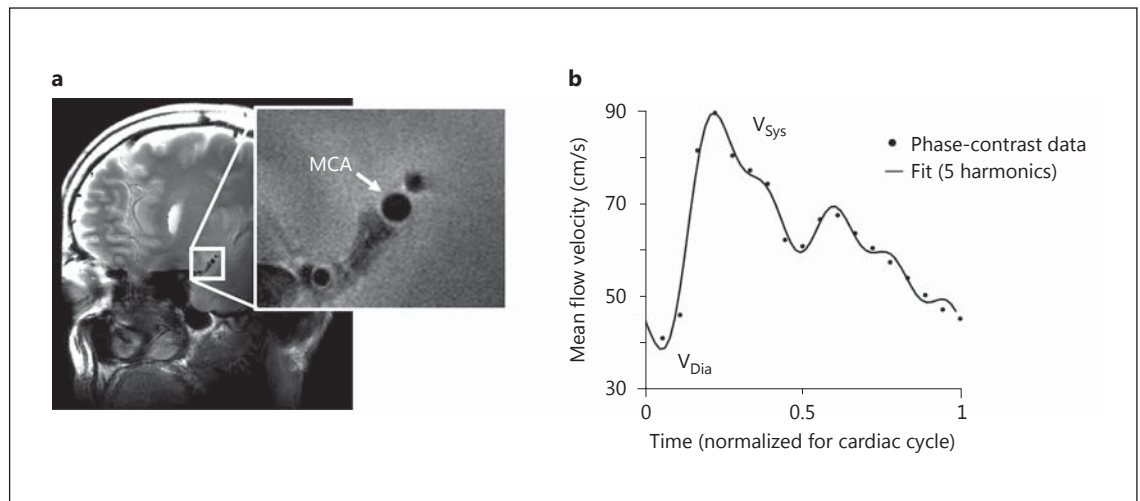 a
MCA
b
Mean flow velocity (cm/s)
90
70
50
30
V_Sys
V_Dia
Phase-contrast data
Fit (5 harmonics)
0
0.5
1
Time (normalized for cardiac cycle)